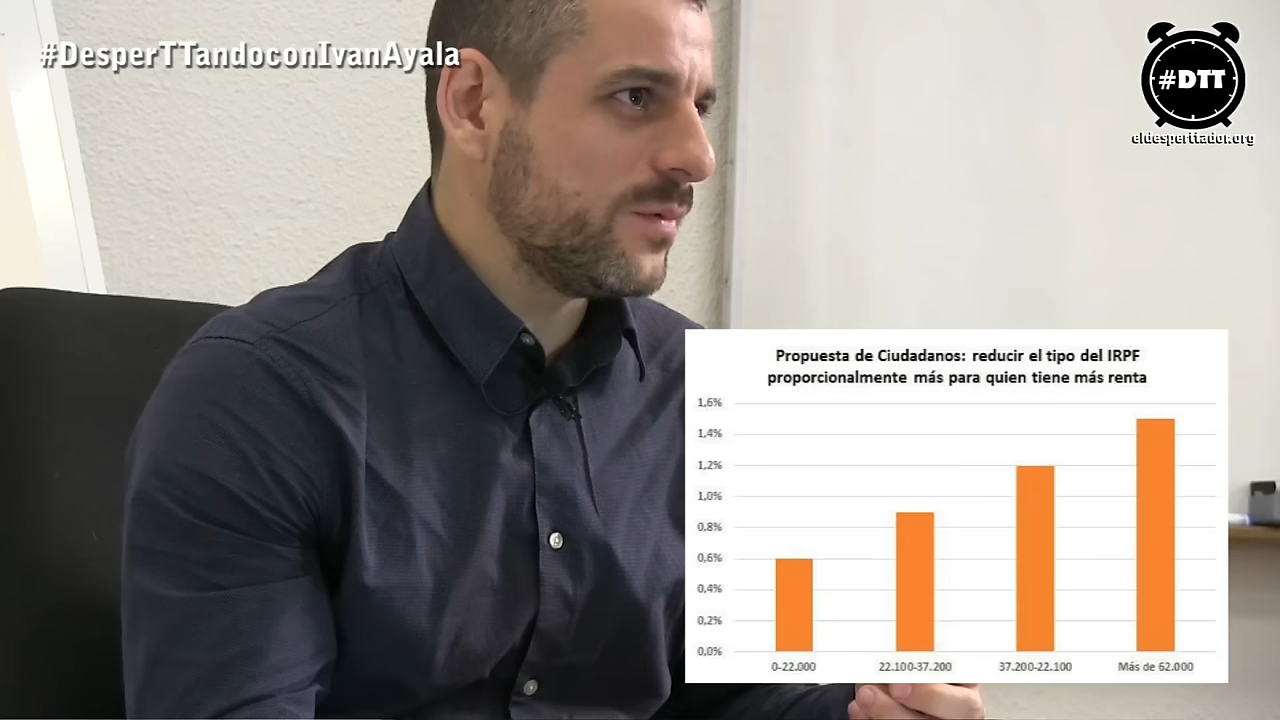 #DesperTTandoconIvanAyala
#DTT
eldesperttador.org
Propuesta de Ciudadanos: reducir el tipo del IRPF
proporcionalmente más para quien tiene más renta
1,6%
1,4%
1,2%
1,0%
0,8%
0,6%
0,4%
0,2%
0,0%
0-22.000
22.100-37.200
37.200-22.100
Más de 62.000